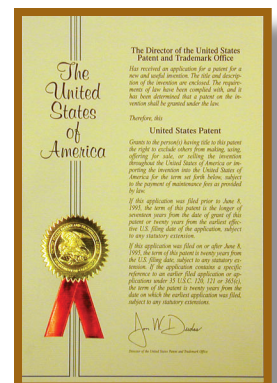 The
United
States
of
America
The Director of the United States
Patent and Trademark Office
Has received an application for a patent for a
new and useful invention. The title and descrip-
tion of the invention are enclosed. The require-
ments of law have been complied with, and it
has been determined that a patent on the in-
vention shall be granted under the law.
Therefore, this
United States Patent
Grants to the person(s) having title to this patent
the right to exclude others from making, using,
offering for sale, or selling the invention
throughout the United States of America or im-
porting the invention into the United States of
America for the term set forth below, subject
to the payment of maintenance fees as provided
by law.
If this application was filed prior to June 8,
1995, the term of this patent is the longer of
seventeen years from the date of grant of this
patent or twenty years from the earliest effec-
tive U.S. filing date of the application, subject
to any statutory extension.
If this application was filed on or after June 8,
1995, the term of this patent is twenty years from
the U.S. filing date, subject to any statutory ex-
tension. If the application contains a specific
reference to an earlier filed application or ap-
plications under 35 U.S.C. 120, 121 or 365(c),
the term of the patent is twenty years from the
date on which the earliest application was filed,
subject to any statutory extensions.
Jon W Dudas
Director of the United States Patent and Trademark Office